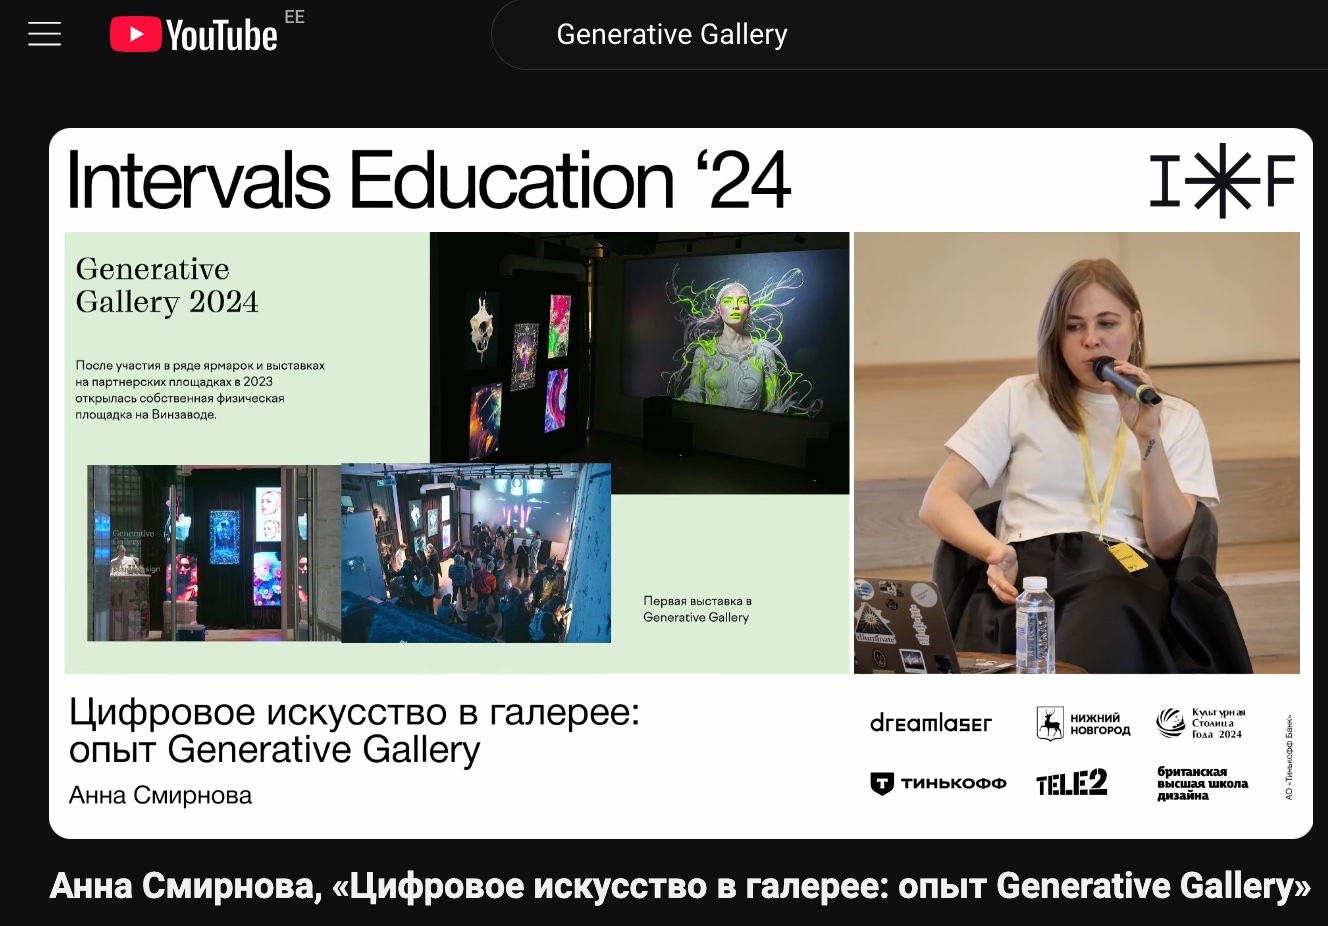 YouTube EE
Generative Gallery
Intervals Education ‘24
I F
Generative
Gallery 2024
После участия в ряде ярмарок и выставках
на партнерских площадках в 2023
открылась собственная физическая
площадка на Винзаводе.
Generative
Gallery
Первая выставка в
Generative Gallery
Цифровое искусство в галерее:
опыт Generative Gallery
Анна Смирнова
dreamlaser
НИЖНИЙ
НОВГОРОД
Культурная
Столица
Года 2024
ТИНЬКОФФ
TELE2
британская
высшая школа
дизайна
АО «Тинькофф Банк»
Анна Смирнова, «Цифровое искусство в галерее: опыт Generative Gallery»